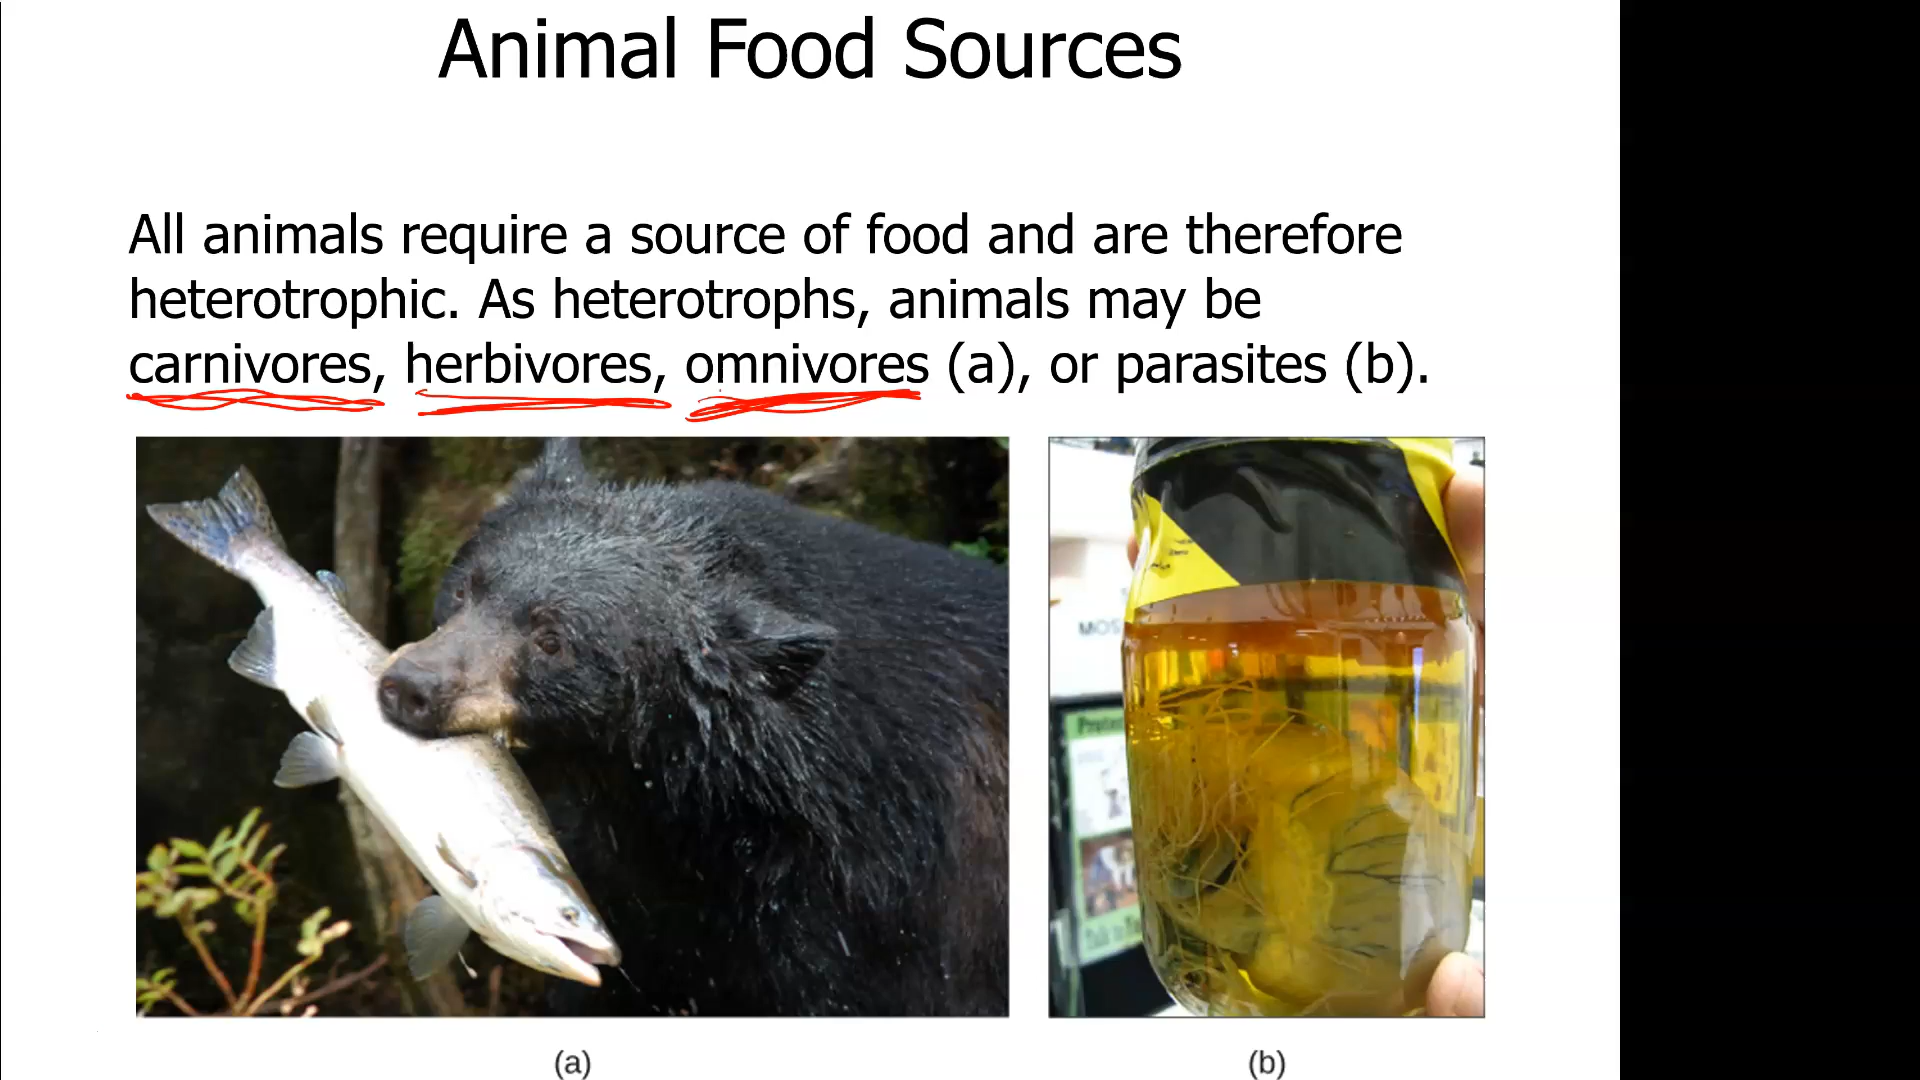 Animal Food Sources
All animals require a source of food and are therefore
heterotrophic. As heterotrophs, animals may be
carnivores, herbivores, omnivores (a), or parasites (b).
MOS
(a)
(b)